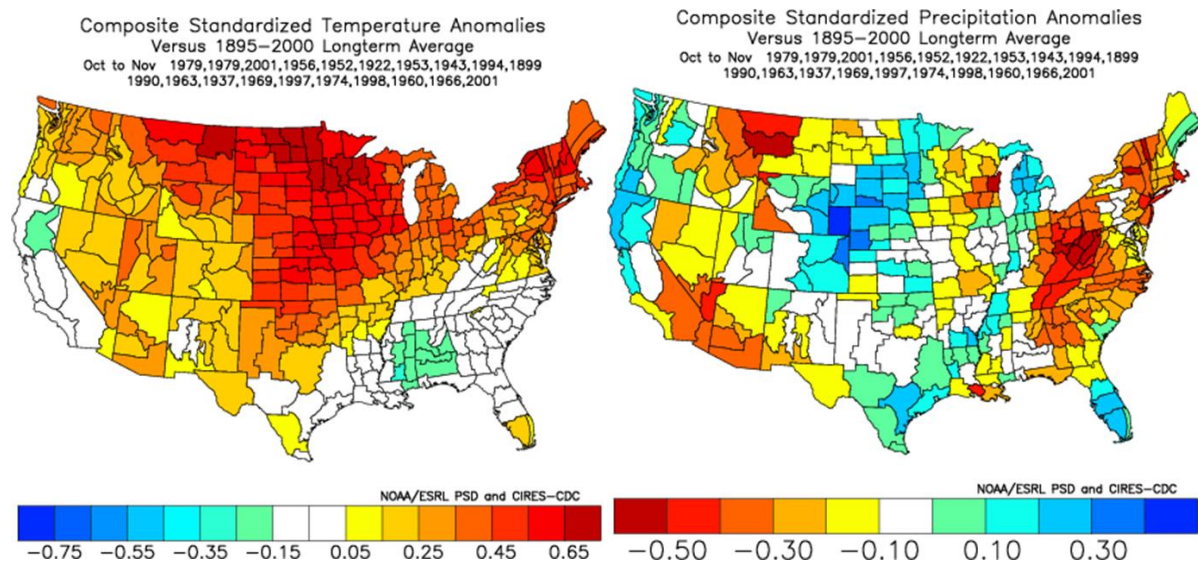 Composite Standardized Temperature Anomalies
Versus 1895-2000 Longterm Average
Oct to Nov 1979,1979,2001,1956,1952,1922,1953,1943,1994,1899
1990,1963,1937,1969,1997,1974,1998,1960,1966,2001
NOAA/ESRL PSD and CIRES-CDC
-0.75 -0.55 -0.35 -0.15 0.05 0.25 0.45 0.65
Composite Standardized Precipitation Anomalies
Versus 1895-2000 Longterm Average
Oct to Nov 1979,1979,2001,1956,1952,1922,1953,1943,1994,1899
1990,1963,1937,1969,1997,1974,1998,1960,1966,2001
NOAA/ESRL PSD and CIRES-CDC
-0.50 -0.30 -0.10 0.10 0.30